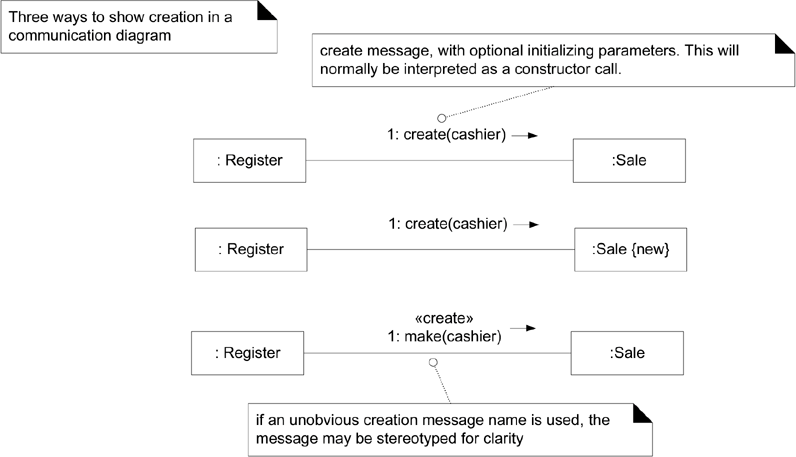 Three ways to show creation in a
communication diagram
create message, with optional initializing parameters. This will
normally be interpreted as a constructor call.
1: create(cashier)
: Register
:Sale
1: create(cashier)
: Register
:Sale {new}
«create»
1: make(cashier)
: Register
:Sale
if an unobvious creation message name is used, the
message may be stereotyped for clarity